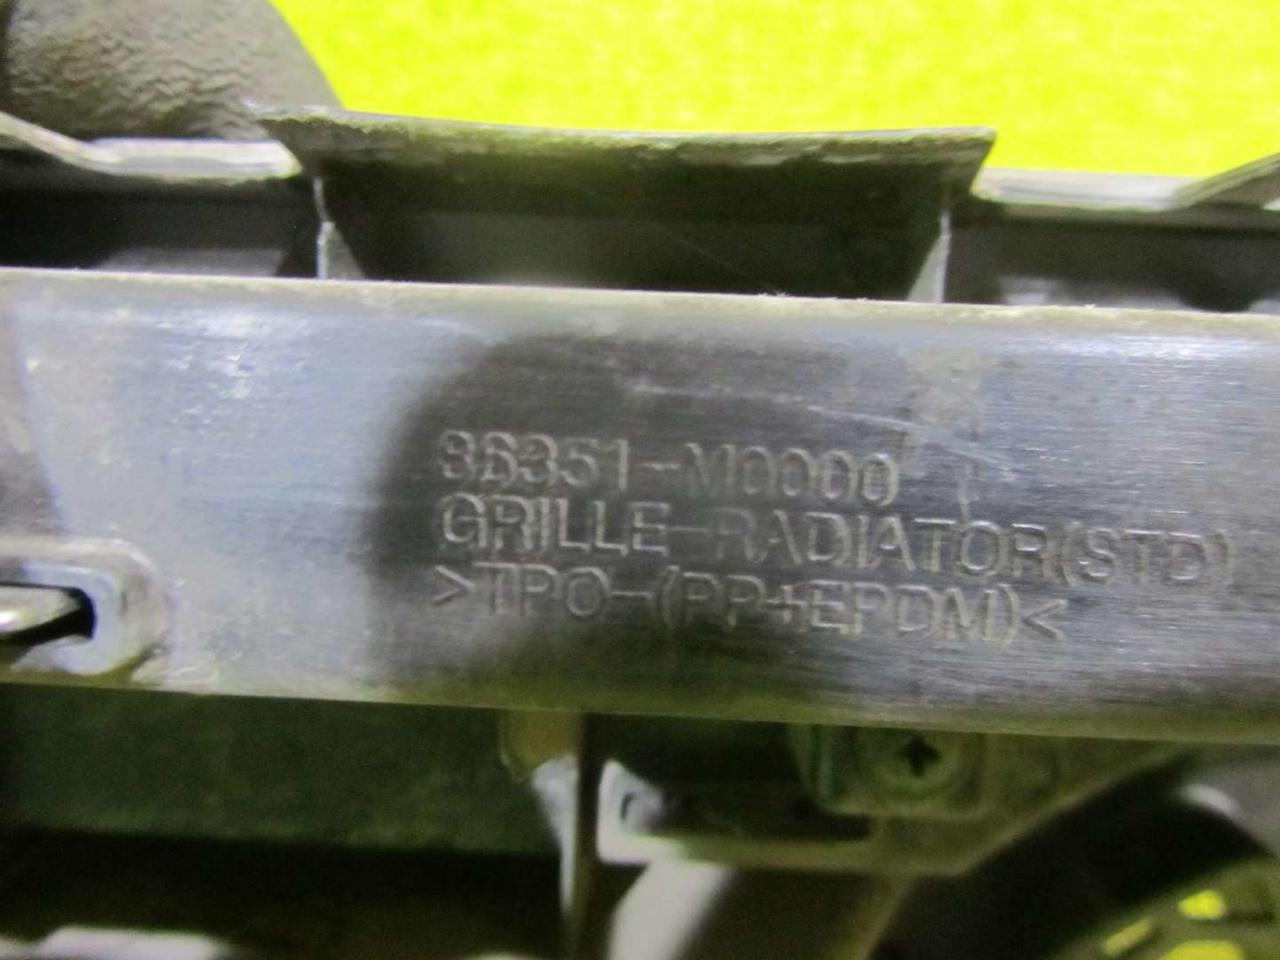 86351-M0000
GRILLE-RADIATOR(STD)
>TPO-(PP+EPDM)<